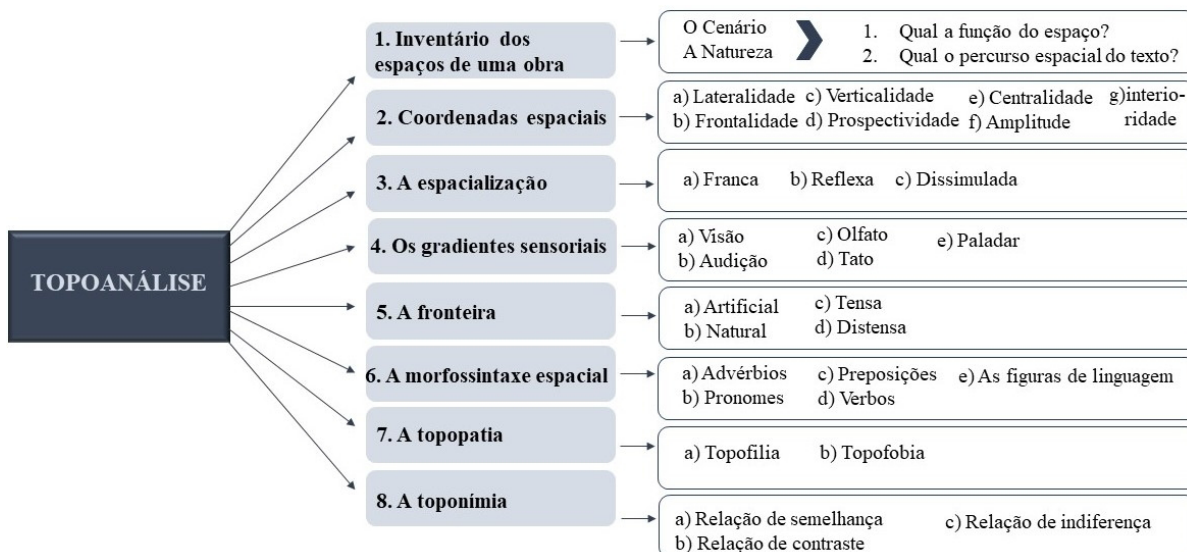 TOPOANÁLISE
1. Inventário dos
espaços de uma obra
O Cenário
A Natureza
1. Qual a função do espaço?
2. Qual o percurso espacial do texto?
2. Coordenadas espaciais
a) Lateralidade c) Verticalidade e) Centralidade g)interio-
b) Frontalidade d) Prospectividade f) Amplitude ridade
3. A espacialização
a) Franca b) Reflexa c) Dissimulada
4. Os gradientes sensoriais
a) Visão c) Olfato e) Paladar
b) Audição d) Tato
5. A fronteira
a) Artificial c) Tensa
b) Natural d) Distensa
6. A morfossintaxe espacial
a) Advérbios c) Preposições e) As figuras de linguagem
b) Pronomes d) Verbos
7. A topopatia
a) Topofilia b) Topofobia
8. A toponímia
a) Relação de semelhança c) Relação de indiferença
b) Relação de contraste